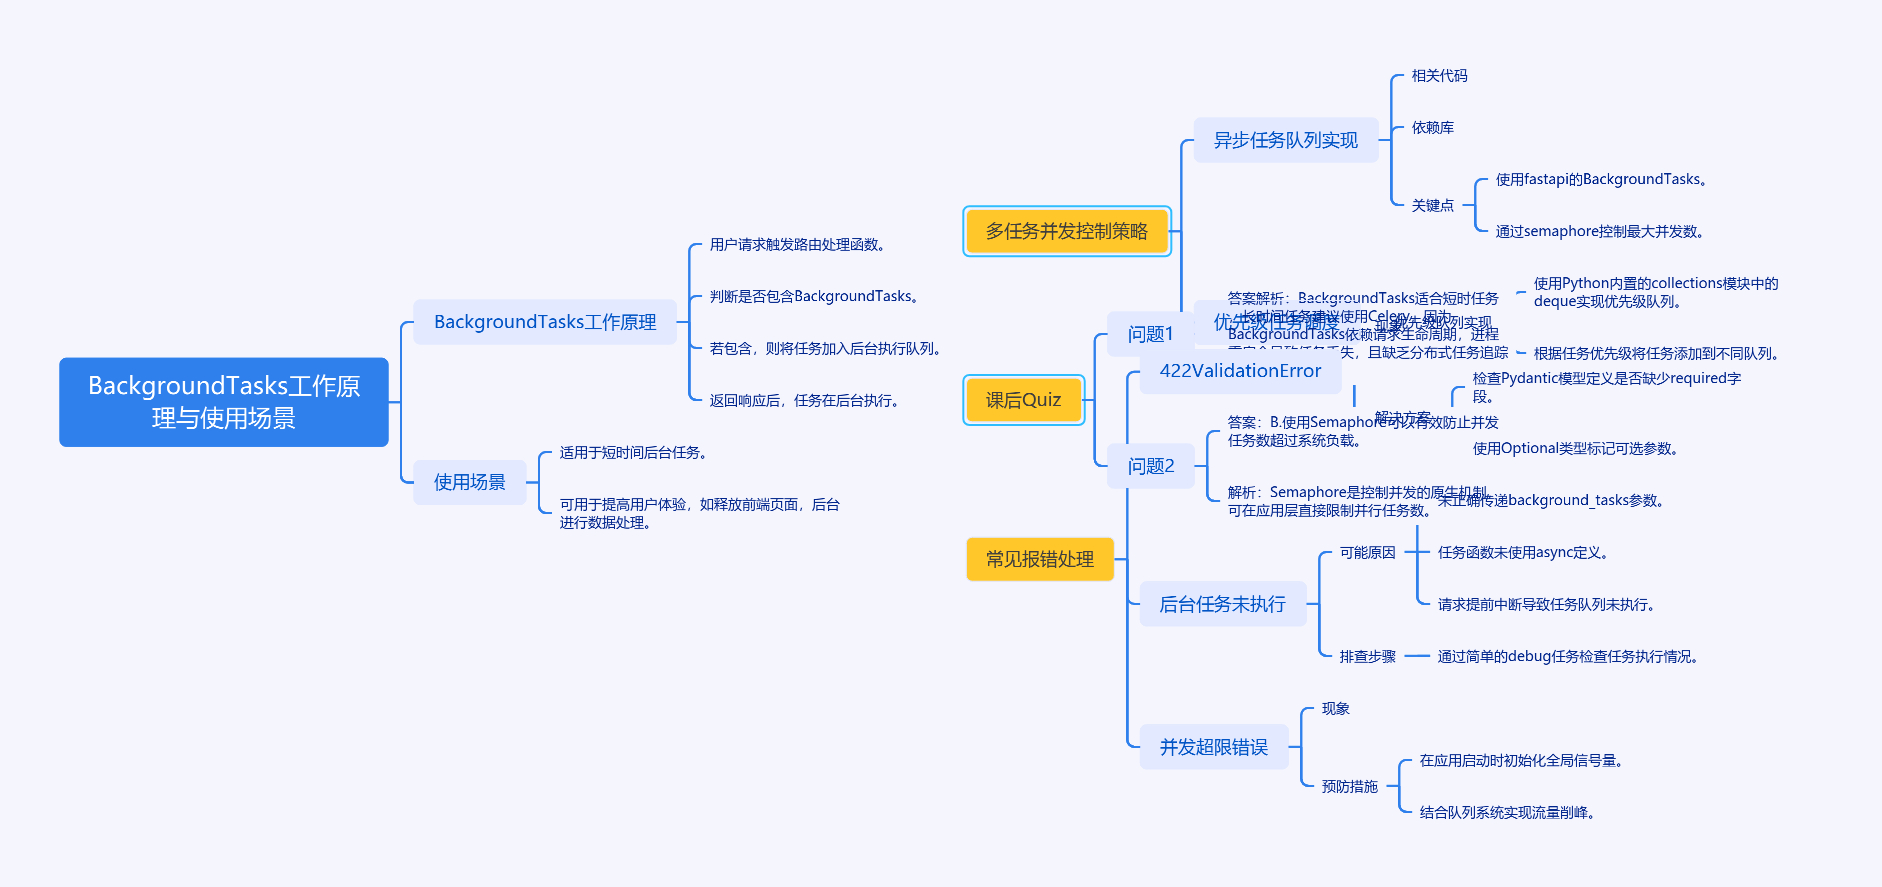 BackgroundTasks工作原
理与使用场景
BackgroundTasks工作原理
用户请求触发路由处理函数。
判断是否包含BackgroundTasks。
若包含，则将任务加入后台执行队列。
返回响应后，任务在后台执行。
使用场景
适用于短时间后台任务。
可用于提高用户体验，如释放前端页面，后台
进行数据处理。
多任务并发控制策略
异步任务队列实现
相关代码
依赖库
关键点
使用fastapi的BackgroundTasks。
通过semaphore控制最大并发数。
优先级任务调度
优先级队列实现
使用Python内置的collections模块中的
deque实现优先级队列。
根据任务优先级将任务添加到不同队列。
课后Quiz
问题1
答案解析：BackgroundTasks适合短时任务
长时间任务建议使用Celery，因为
BackgroundTasks依赖请求生命周期，进程
失，且缺乏分布式任务追踪
问题2
答案：B.使用Semaphore可以有效防止并发
任务数超过系统负载。
解析：Semaphore是控制并发的原生机制，
可在应用层直接限制并行任务数。
常见报错处理
422ValidationError
解决方案
检查Pydantic模型定义是否缺少required字
段。
使用Optional类型标记可选参数。
后台任务未执行
可能原因
未正确传递background_tasks参数。
任务函数未使用async定义。
请求提前中断导致任务队列未执行。
排查步骤
通过简单的debug任务检查任务执行情况。
并发超限错误
现象
预防措施
在应用启动时初始化全局信号量。
结合队列系统实现流量削峰。